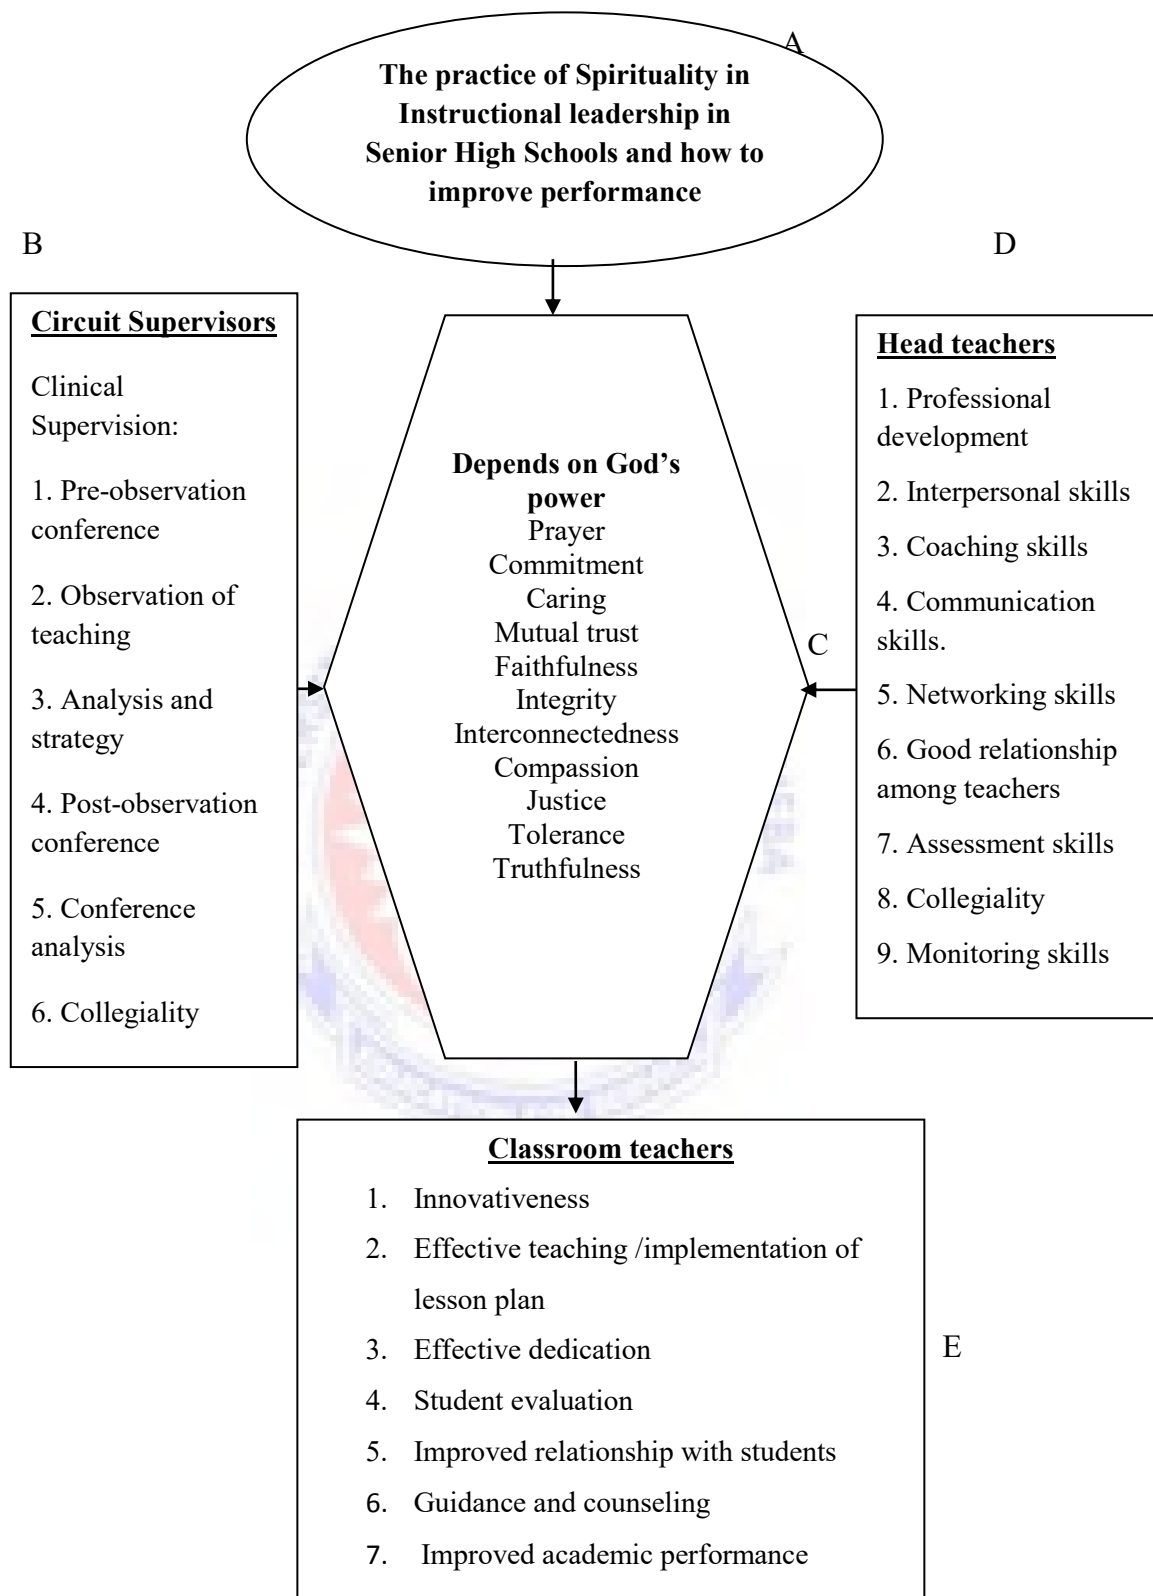 A
The practice of Spirituality in
Instructional leadership in
Senior High Schools and how to
improve performance
B
D
Circuit Supervisors
Clinical
Supervision:
1. Pre-observation
conference
2. Observation of
teaching
3. Analysis and
strategy
4. Post-observation
conference
5. Conference
analysis
6. Collegiality
Depends on God’s
power
Prayer
Commitment
Caring
Mutual trust
Faithfulness
Integrity
Interconnectedness
Compassion
Justice
Tolerance
Truthfulness
C
Head teachers
1. Professional
development
2. Interpersonal skills
3. Coaching skills
4. Communication
skills.
5. Networking skills
6. Good relationship
among teachers
7. Assessment skills
8. Collegiality
9. Monitoring skills
Classroom teachers
1. Innovativeness
2. Effective teaching /implementation of
lesson plan
3. Effective dedication
4. Student evaluation
5. Improved relationship with students
6. Guidance and counseling
7. Improved academic performance
E